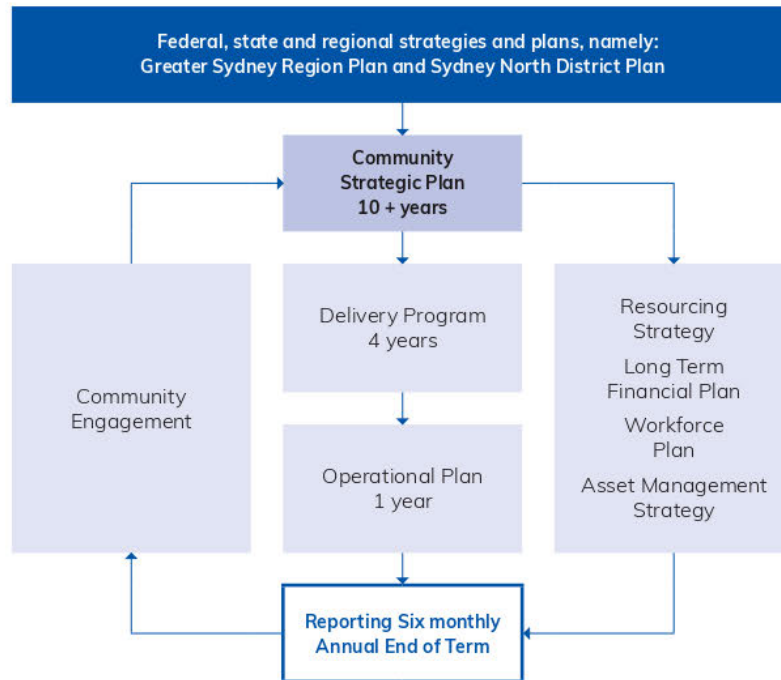 Federal, state and regional strategies and plans, namely:
Greater Sydney Region Plan and Sydney North District Plan
Community
Strategic Plan
10 + years
Community
Engagement
Delivery Program
4 years
Operational Plan
1 year
Resourcing
Strategy
Long Term
Financial Plan
Workforce
Plan
Asset Management
Strategy
Reporting Six monthly
Annual End of Term